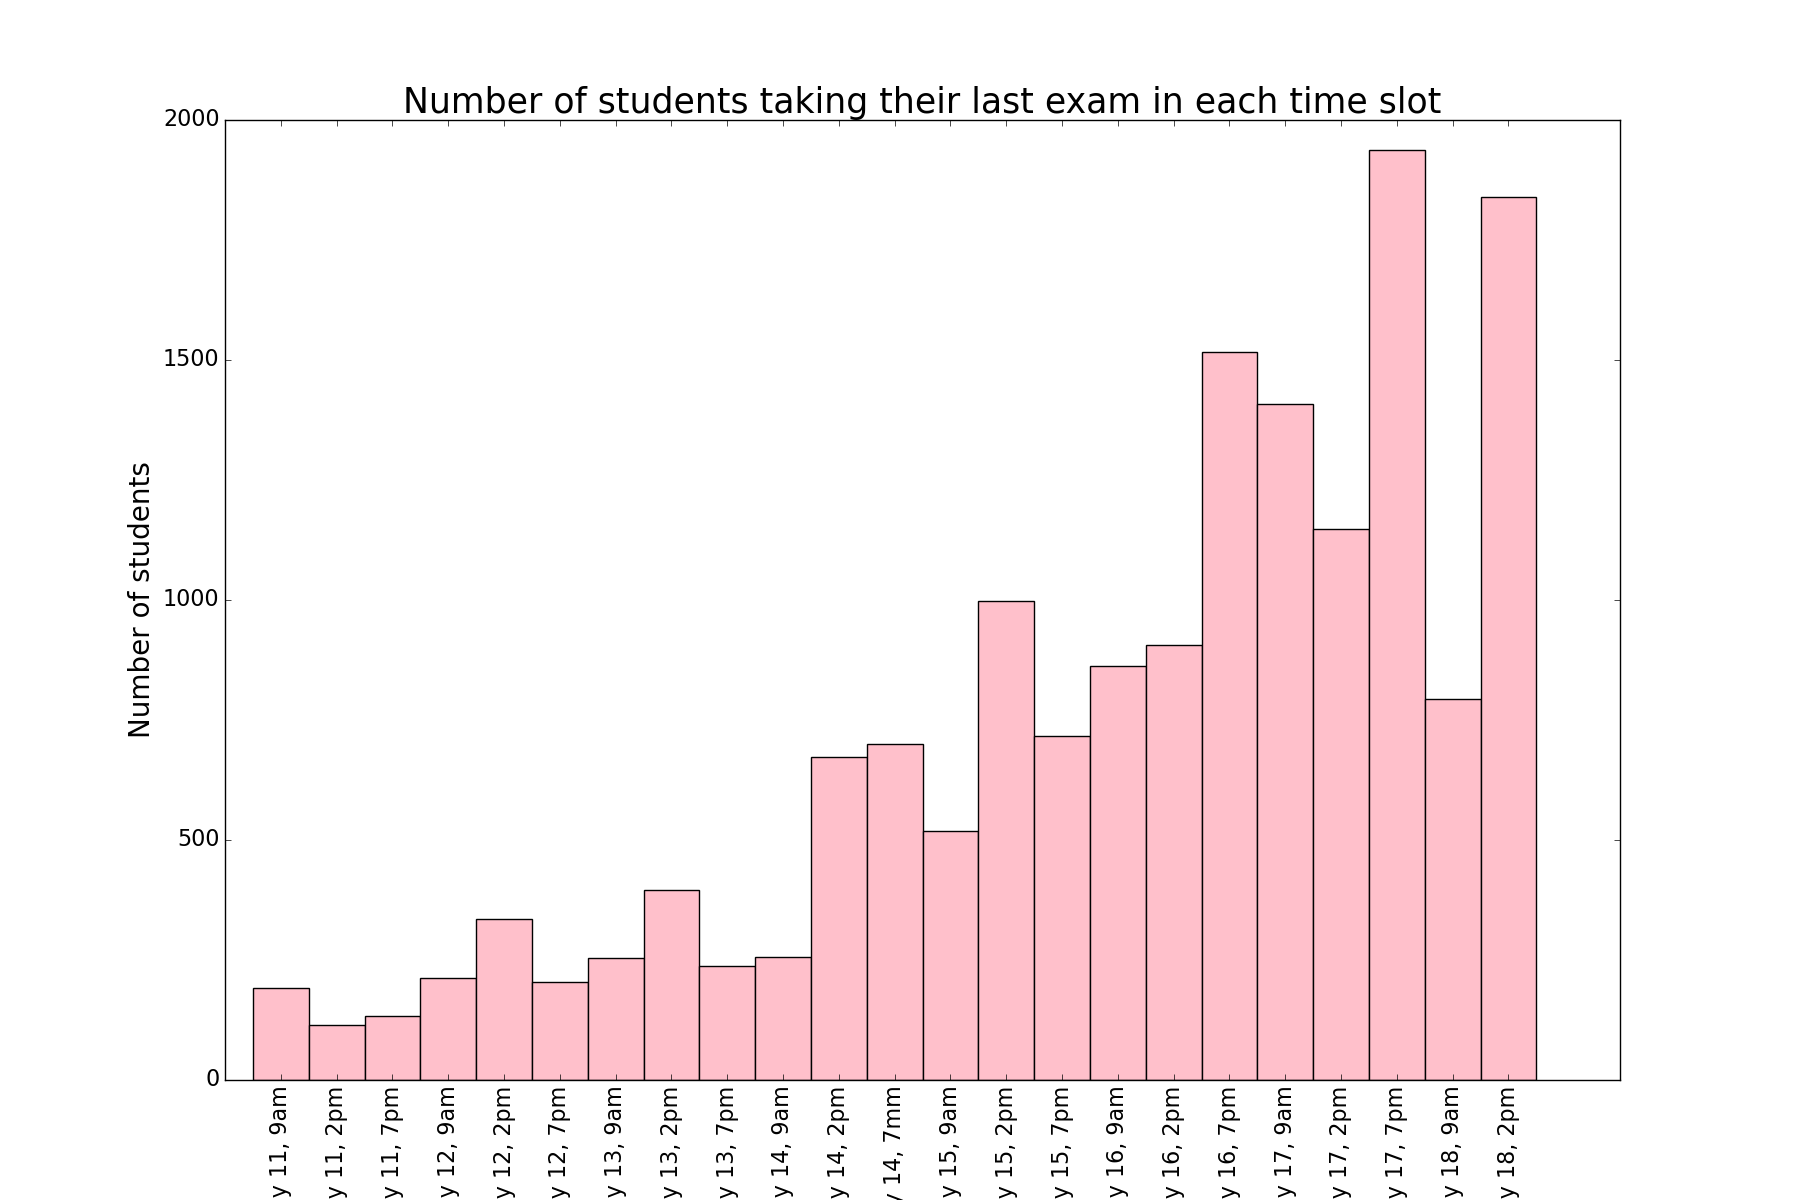 Number of students taking their last exam in each time slot
Number of students
2000
1500
1000
500
0
y 11, 9am
y 11, 2pm
y 11, 7pm
y 12, 9am
y 12, 2pm
y 12, 7pm
y 13, 9am
y 13, 2pm
y 13, 7pm
y 14, 9am
y 14, 2pm
y 14, 7mm
y 15, 9am
y 15, 2pm
y 15, 7pm
y 16, 9am
y 16, 2pm
y 16, 7pm
y 17, 9am
y 17, 2pm
y 17, 7pm
y 18, 9am
y 18, 2pm